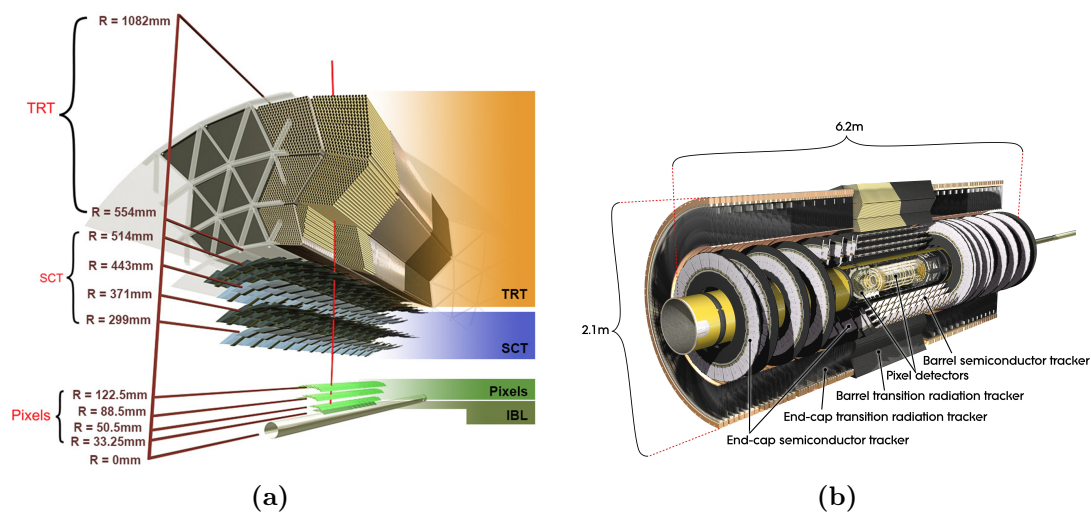 R = 1082mm
TRT
R = 554mm
R = 514mm
R = 443mm
SCT
R = 371mm
R = 299mm
R = 122.5mm
Pixels
R = 88.5mm
R = 50.5mm
R = 33.25mm
R = 0mm
TRT
SCT
Pixels
IBL
(a)
6.2m
2.1m
Barrel semiconductor tracker
Pixel detectors
Barrel transition radiation tracker
End-cap transition radiation tracker
End-cap semiconductor tracker
(b)